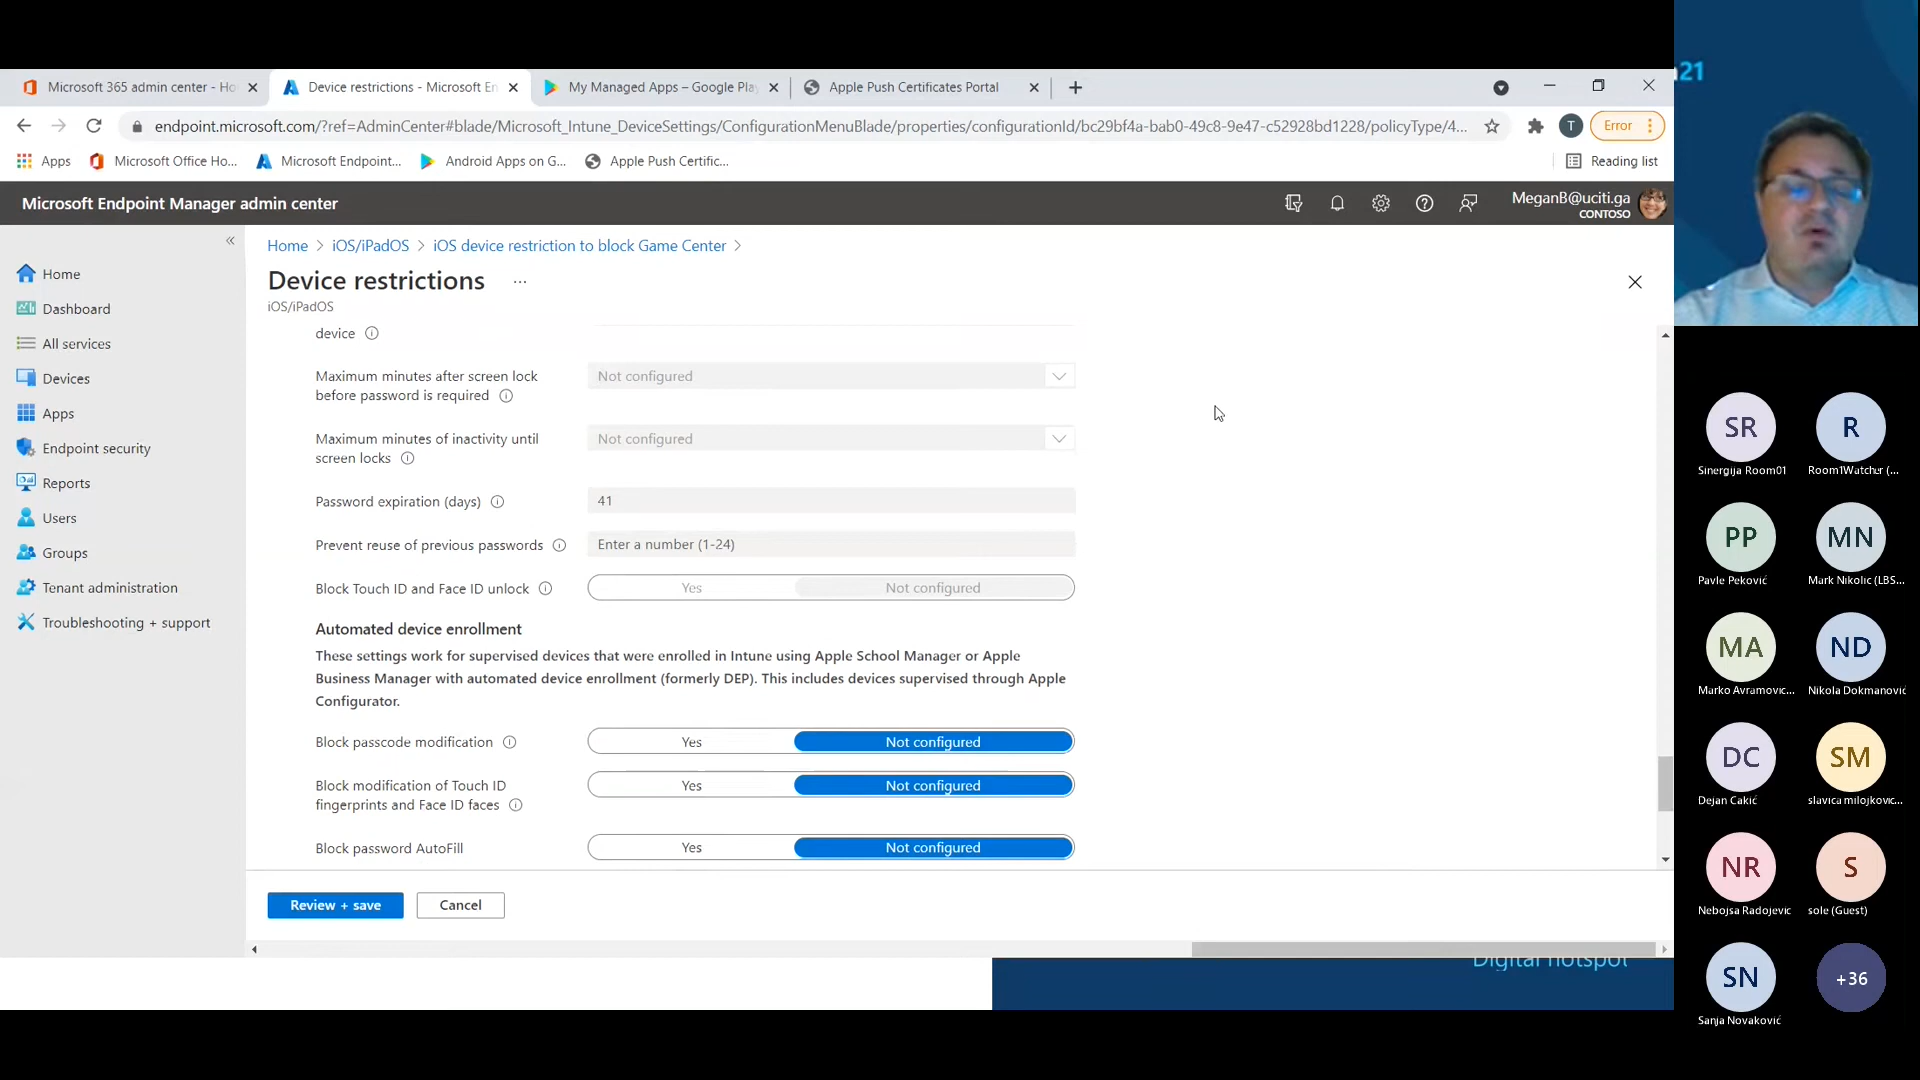 21
Microsoft 365 admin center - Ho
Device restrictions - Microsoft En
My Managed Apps – Google Pla
Apple Push Certificates Portal
endpoint.microsoft.com/?ref=AdminCenter#blade/Microsoft_Intune_DeviceSettings/ConfigurationMenuBlade/properties/configurationId/bc29bf4a-bab0-49c8-9e47-c52928bd1228/policyType/4...
T
Error
Apps
Microsoft Office Ho...
Microsoft Endpoint...
Android Apps on G...
Apple Push Certific...
Reading list
Microsoft Endpoint Manager admin center
MeganB@uciti.ga
CONTOSO
Home
Dashboard
All services
Devices
Apps
Endpoint security
Reports
Users
Groups
Tenant administration
Troubleshooting + support
Home > iOS/iPadOS > iOS device restriction to block Game Center >
Device restrictions ...
iOS/iPadOS
device
Maximum minutes after screen lock
before password is required
Not configured
Maximum minutes of inactivity until
screen locks
Not configured
Password expiration (days)
41
Prevent reuse of previous passwords
Enter a number (1-24)
Block Touch ID and Face ID unlock
Yes
Not configured
Automated device enrollment
These settings work for supervised devices that were enrolled in Intune using Apple School Manager or Apple
Business Manager with automated device enrollment (formerly DEP). This includes devices supervised through Apple
Configurator.
Block passcode modification
Yes
Not configured
Block modification of Touch ID
fingerprints and Face ID faces
Yes
Not configured
Block password AutoFill
Yes
Not configured
Review + save
Cancel
Digital hotspot
SR
Sinergija Room01
R
Room1Watcher (...
PP
Pavle Peković
MN
Mark Nikolic (LBS...
MA
Marko Avramovic...
ND
Nikola Dokmanović
DC
Dejan Cakić
SM
slavica milojkovic...
NR
Nebojsa Radojevic
S
sole (Guest)
SN
Sanja Novaković
+36